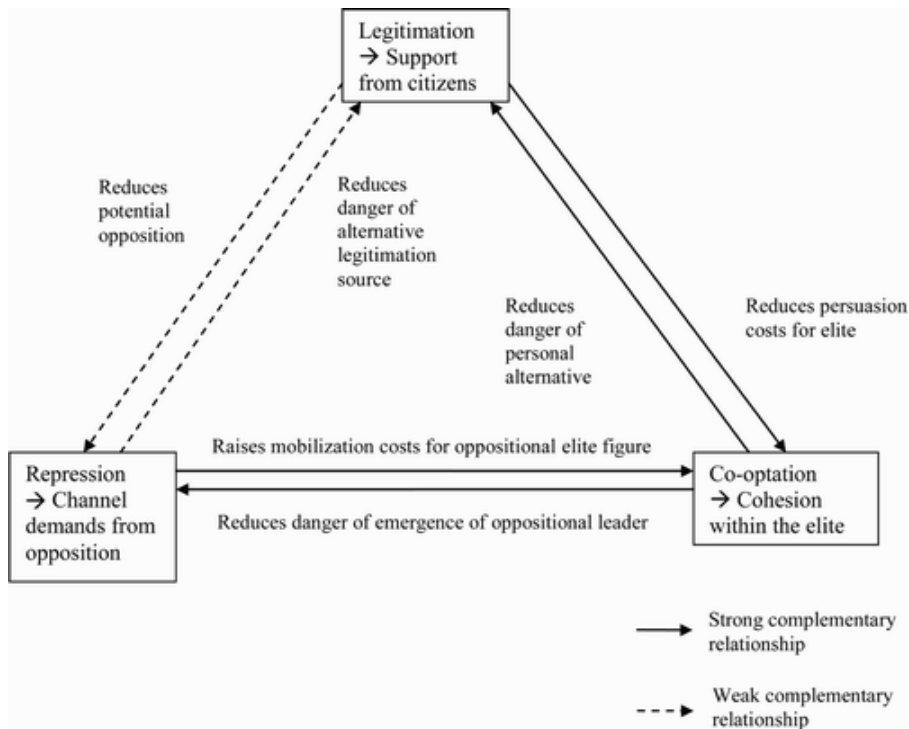 Legitimation
→ Support
from citizens
Reduces
potential
opposition
Reduces
danger of
alternative
legitimation
source
Reduces
danger of
personal
alternative
Reduces persuasion
costs for elite
Raises mobilization costs for oppositional elite figure
Repression
→ Channel
demands from
opposition
Co-optation
→ Cohesion
within the elite
Reduces danger of emergence of oppositional leader
Strong complementary
relationship
Weak complementary
relationship